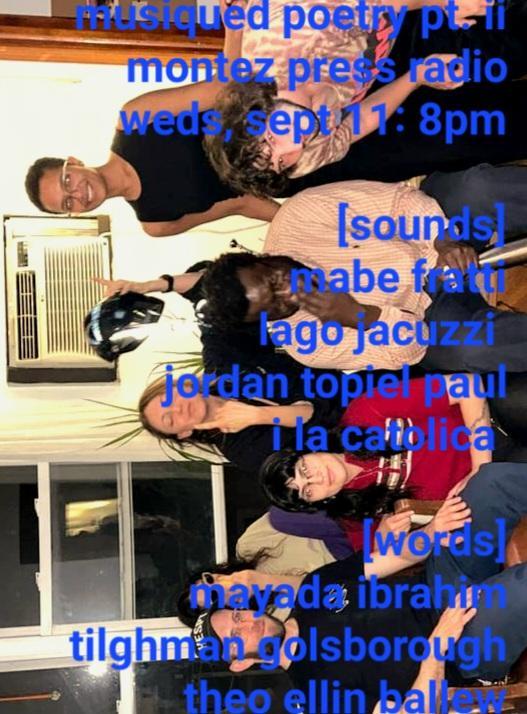 musiqued poetry pt. ii
montez press radio
weds, sept 11: 8pm
[sounds]
mabe fratti
lago jacuzzi
jordan topiel paul
i la catolica
[words]
mayada ibrahim
tilghman golsborough
theo ellin ballew